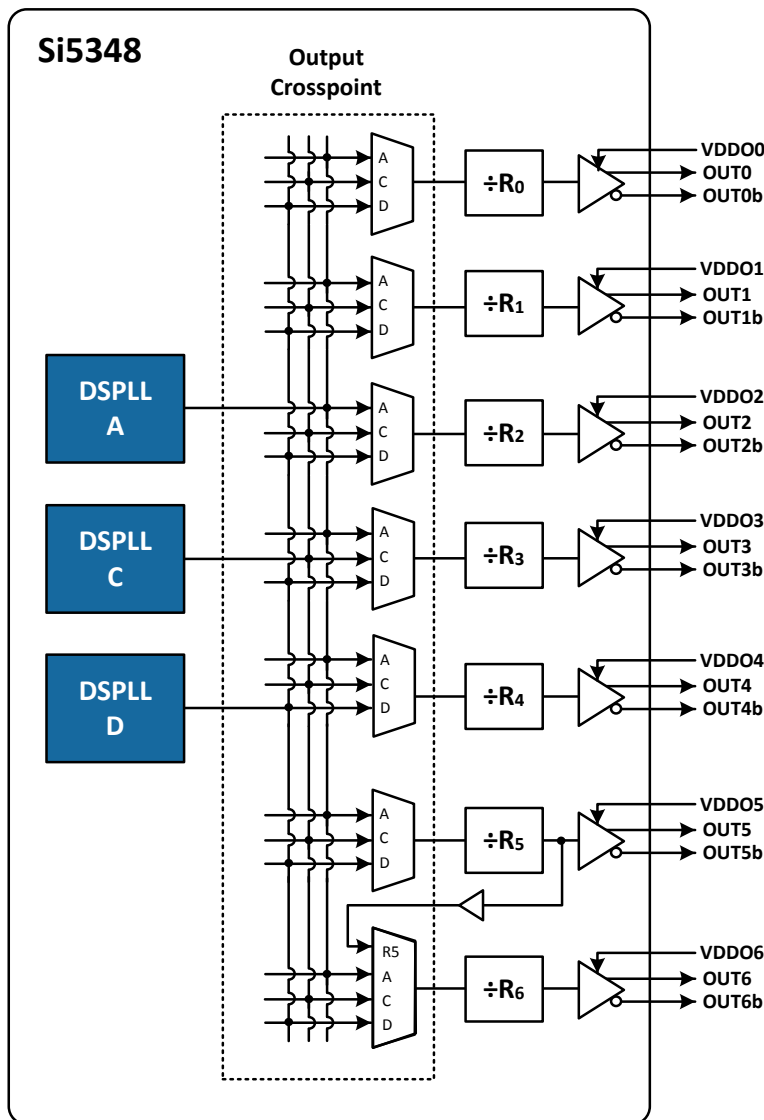 Si5348
Output
Crosspoint
A
C
D
÷R0
VDDO0
OUT0
OUT0b
A
C
D
÷R1
VDDO1
OUT1
OUT1b
DSPLL
A
A
C
D
÷R2
VDDO2
OUT2
OUT2b
DSPLL
C
A
C
D
÷R3
VDDO3
OUT3
OUT3b
DSPLL
D
A
C
D
÷R4
VDDO4
OUT4
OUT4b
A
C
D
÷R5
VDDO5
OUT5
OUT5b
R5
A
C
D
÷R6
VDDO6
OUT6
OUT6b